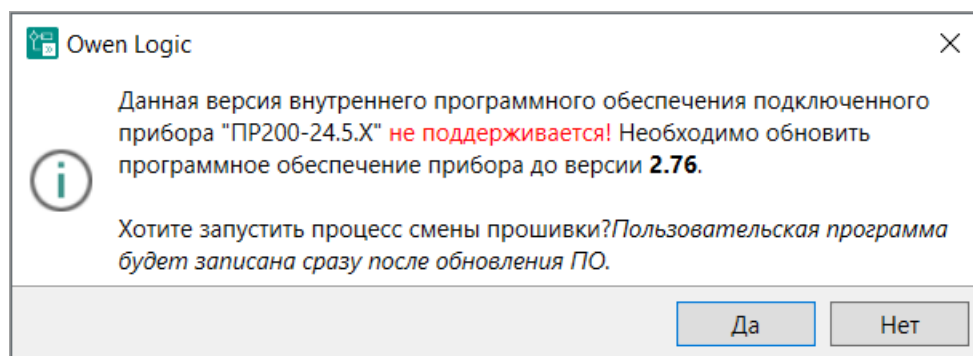 Owen Logic
Данная версия внутреннего программного обеспечения подключенного
прибора "ПР200-24.5.X" не поддерживается! Необходимо обновить
программное обеспечение прибора до версии 2.76.
Хотите запустить процесс смены прошивки?Пользовательская программа
будет записана сразу после обновления ПО.
Да
Нет